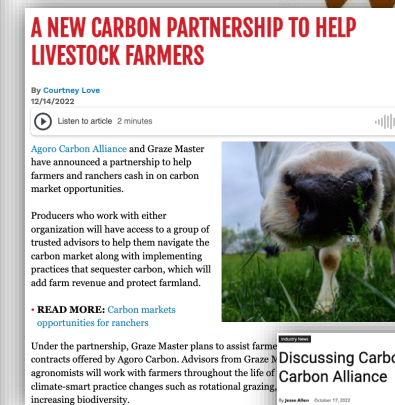 A NEW CARBON PARTNERSHIP TO HELP
LIVESTOCK FARMERS
By Courtney Love
12/14/2022
Listen to article 2 minutes
Agoro Carbon Alliance and Graze Master
have announced a partnership to help
farmers and ranchers cash in on carbon
market opportunities.
Producers who work with either
organization will have access to a group of
trusted advisors to help them navigate the
carbon market along with implementing
practices that sequester carbon, which will
add farm revenue and protect farmland.
• READ MORE: Carbon markets
opportunities for ranchers
Under the partnership, Graze Master plans to assist farme
contracts offered by Agoro Carbon. Advisors from Graze M
agronomists will work with farmers throughout the life of
climate-smart practice changes such as rotational grazing,
increasing biodiversity.
Industry News
Discussing Carbo
Carbon Alliance
By Jesse Allen October 17, 2022